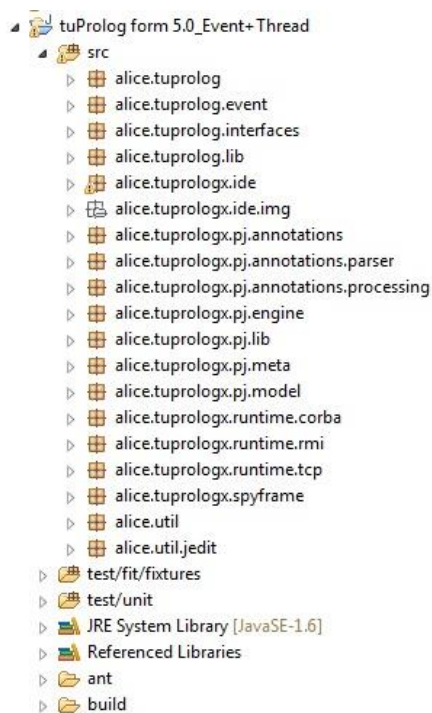 tuProlog form 5.0_Event+Thread
src
alice.tuprolog
alice.tuprolog.event
alice.tuprolog.interfaces
alice.tuprolog.lib
alice.tuprologx.ide
alice.tuprologx.ide.img
alice.tuprologx.pj.annotations
alice.tuprologx.pj.annotations.parser
alice.tuprologx.pj.annotations.processing
alice.tuprologx.pj.engine
alice.tuprologx.pj.lib
alice.tuprologx.pj.meta
alice.tuprologx.pj.model
alice.tuprologx.runtime.corba
alice.tuprologx.runtime.rmi
alice.tuprologx.runtime.tcp
alice.tuprologx.spyframe
alice.util
alice.util.jedit
test/fit/fixtures
test/unit
JRE System Library [JavaSE-1.6]
Referenced Libraries
ant
build